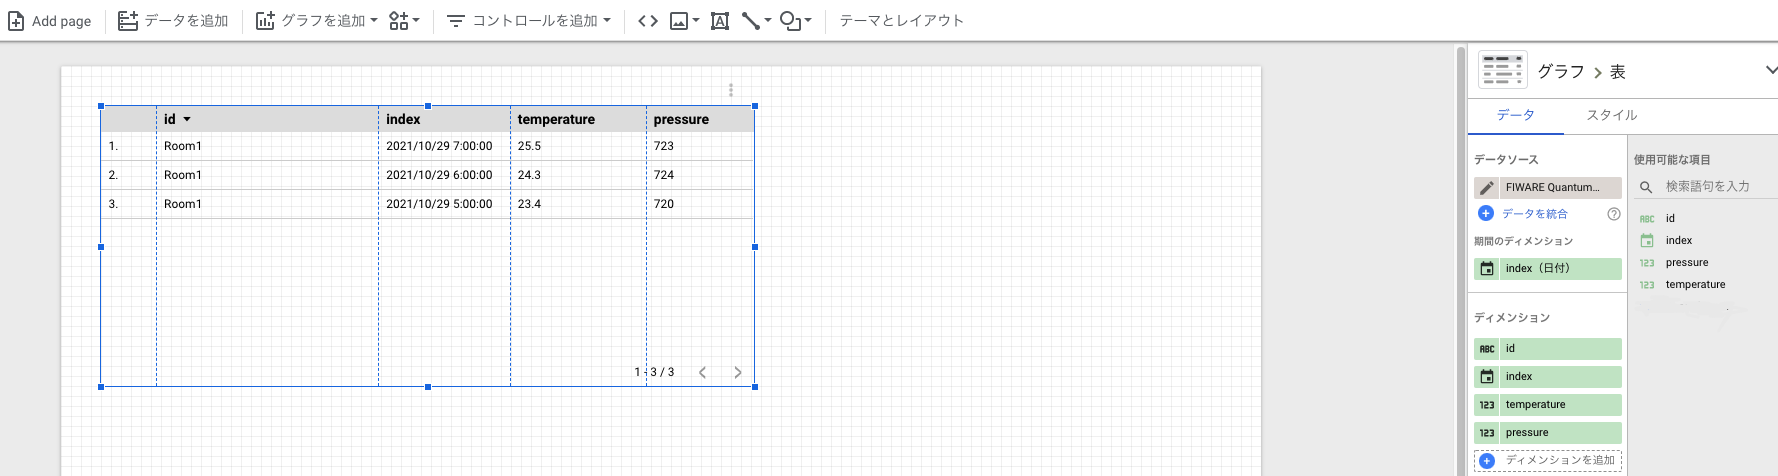 Add page データを追加 グラフを追加 コントロールを追加 テーマとレイアウト
グラフ 表
データ スタイル
id index temperature pressure
1. Room1 2021/10/29 7:00:00 25.5 723
2. Room1 2021/10/29 6:00:00 24.3 724
3. Room1 2021/10/29 5:00:00 23.4 720
1 - 3 / 3
データソース
FIWARE Quantum...
データを統合
期間のディメンション
index（日付）
ディメンション
ABC id
index
123 temperature
123 pressure
ディメンションを追加
使用可能な項目
検索語句を入力
ABC id
index
123 pressure
123 temperature